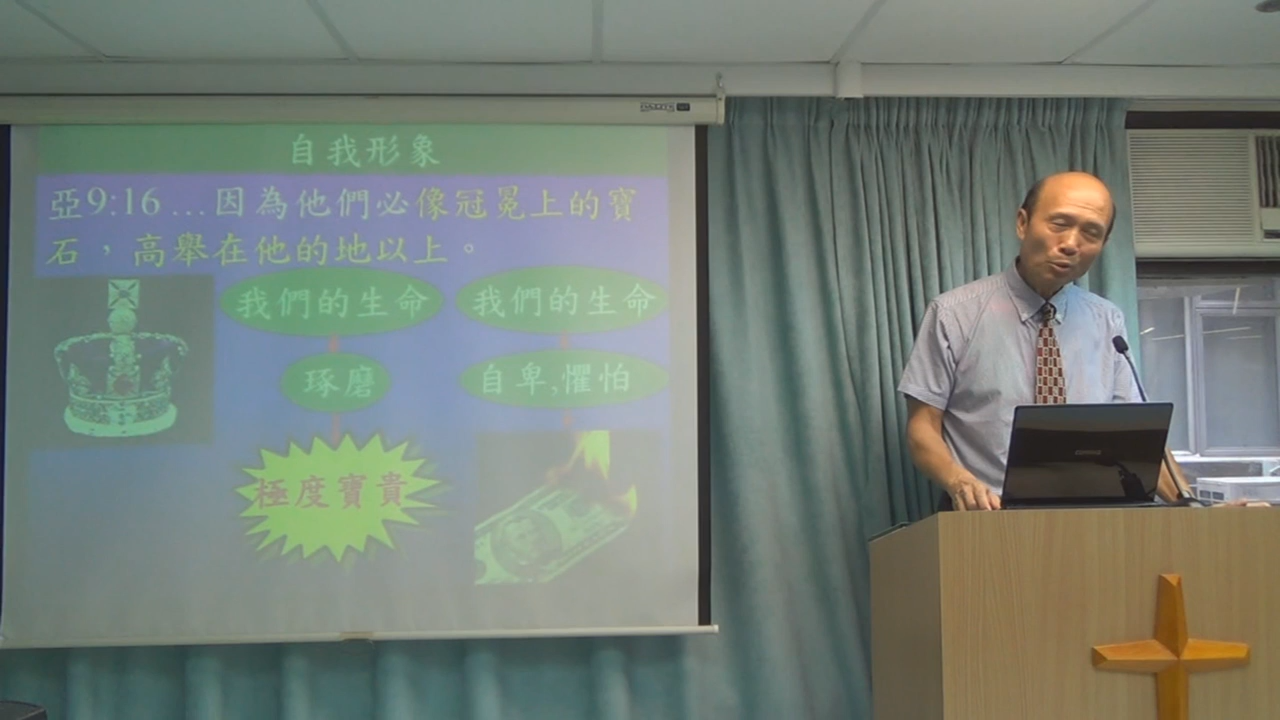 自我形象
亞9:16…因為他們必像冠冕上的寶
石，高舉在他的地以上。
我們的生命 我們的生命
琢磨 自卑,懼怕
極度寶貴